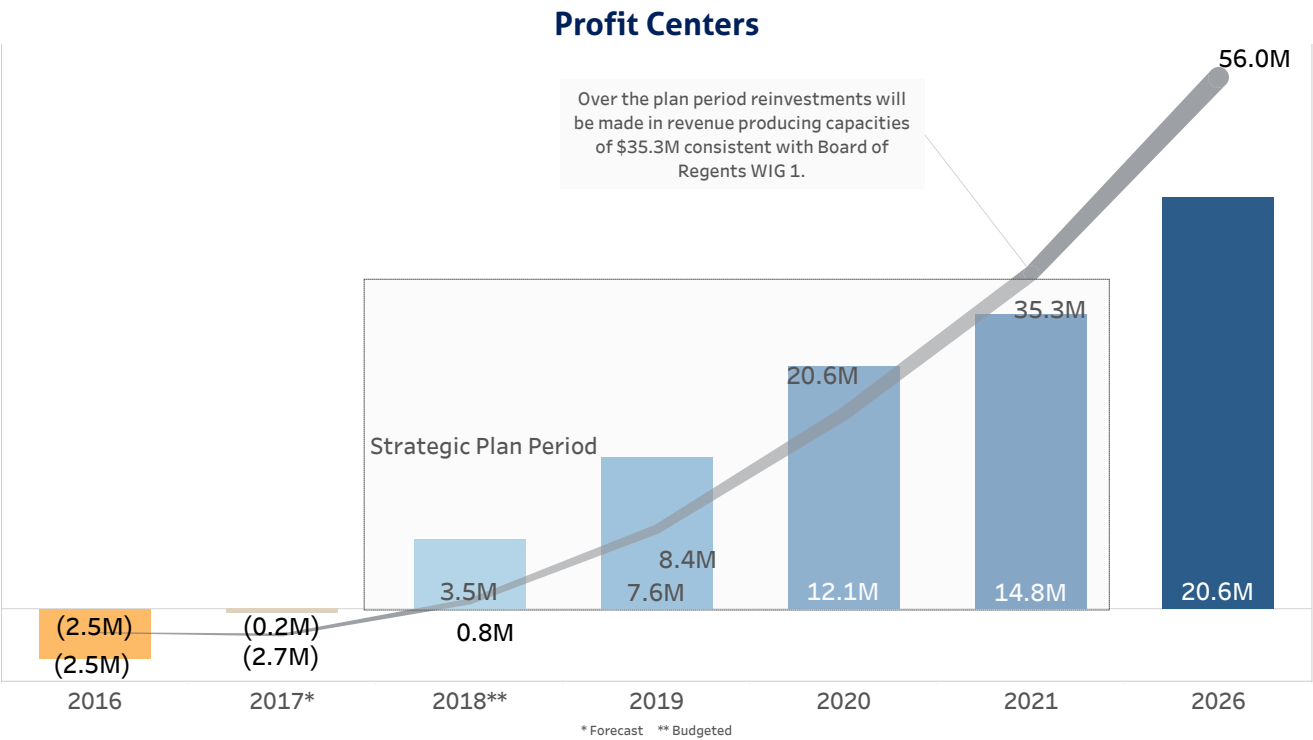 Profit Centers
56.0M
Over the plan period reinvestments will
be made in revenue producing capacities
of $35.3M consistent with Board of
Regents WIG 1.
35.3M
20.6M
Strategic Plan Period
8.4M
3.5M
7.6M
12.1M
14.8M
20.6M
(2.5M)
(0.2M)
0.8M
(2.5M)
(2.7M)
2016
2017*
2018**
2019
2020
2021
2026
* Forecast ** Budgeted